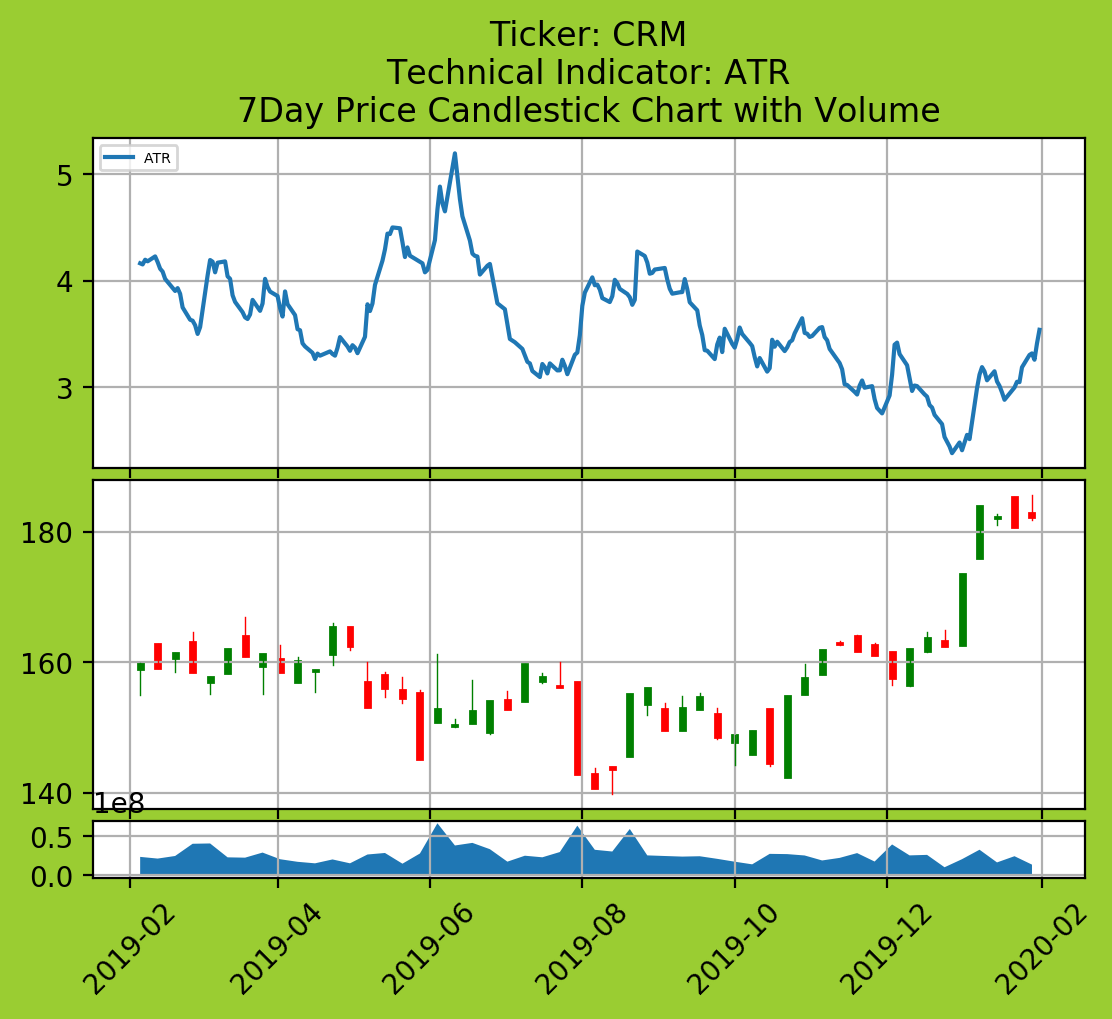 Ticker: CRM
Technical Indicator: ATR
7Day Price Candlestick Chart with Volume
ATR
5
4
3
180
160
140
1e8
0.5
0.0
2019-02 2019-04 2019-06 2019-08 2019-10 2019-12 2020-02